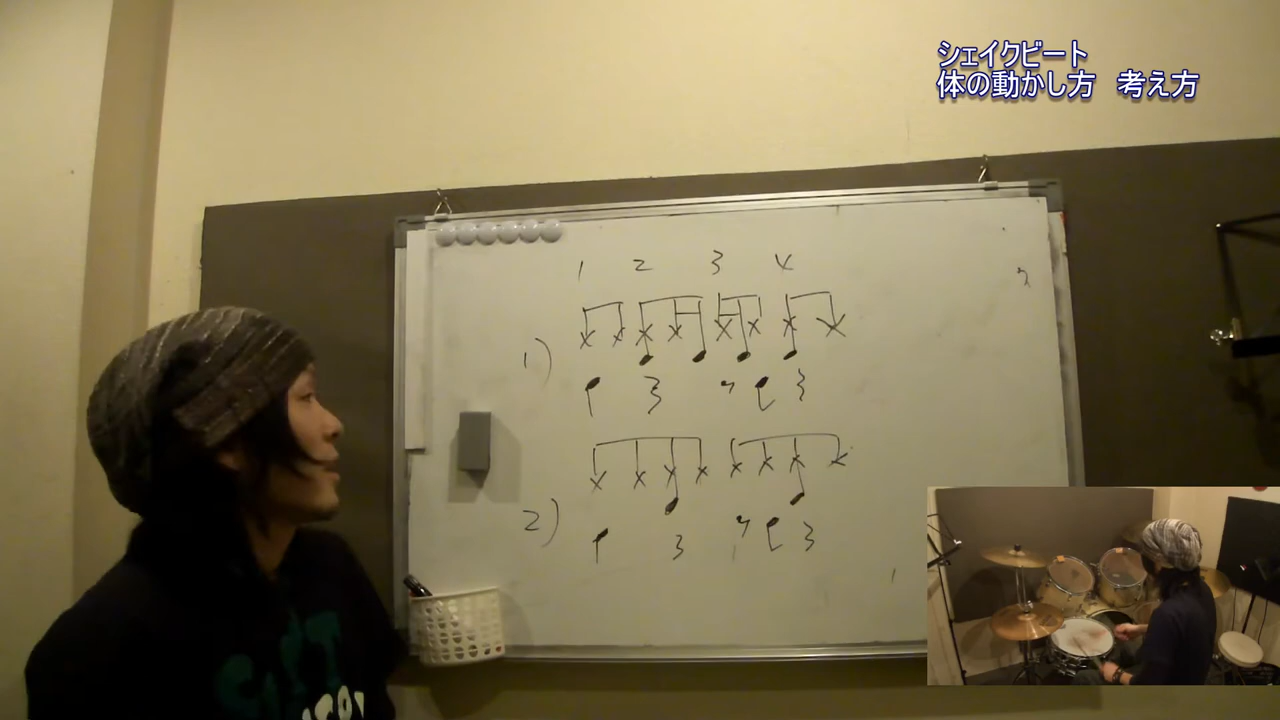 シェイクビート
体の動かし方 考え方
1 2 3 4
1)
2)